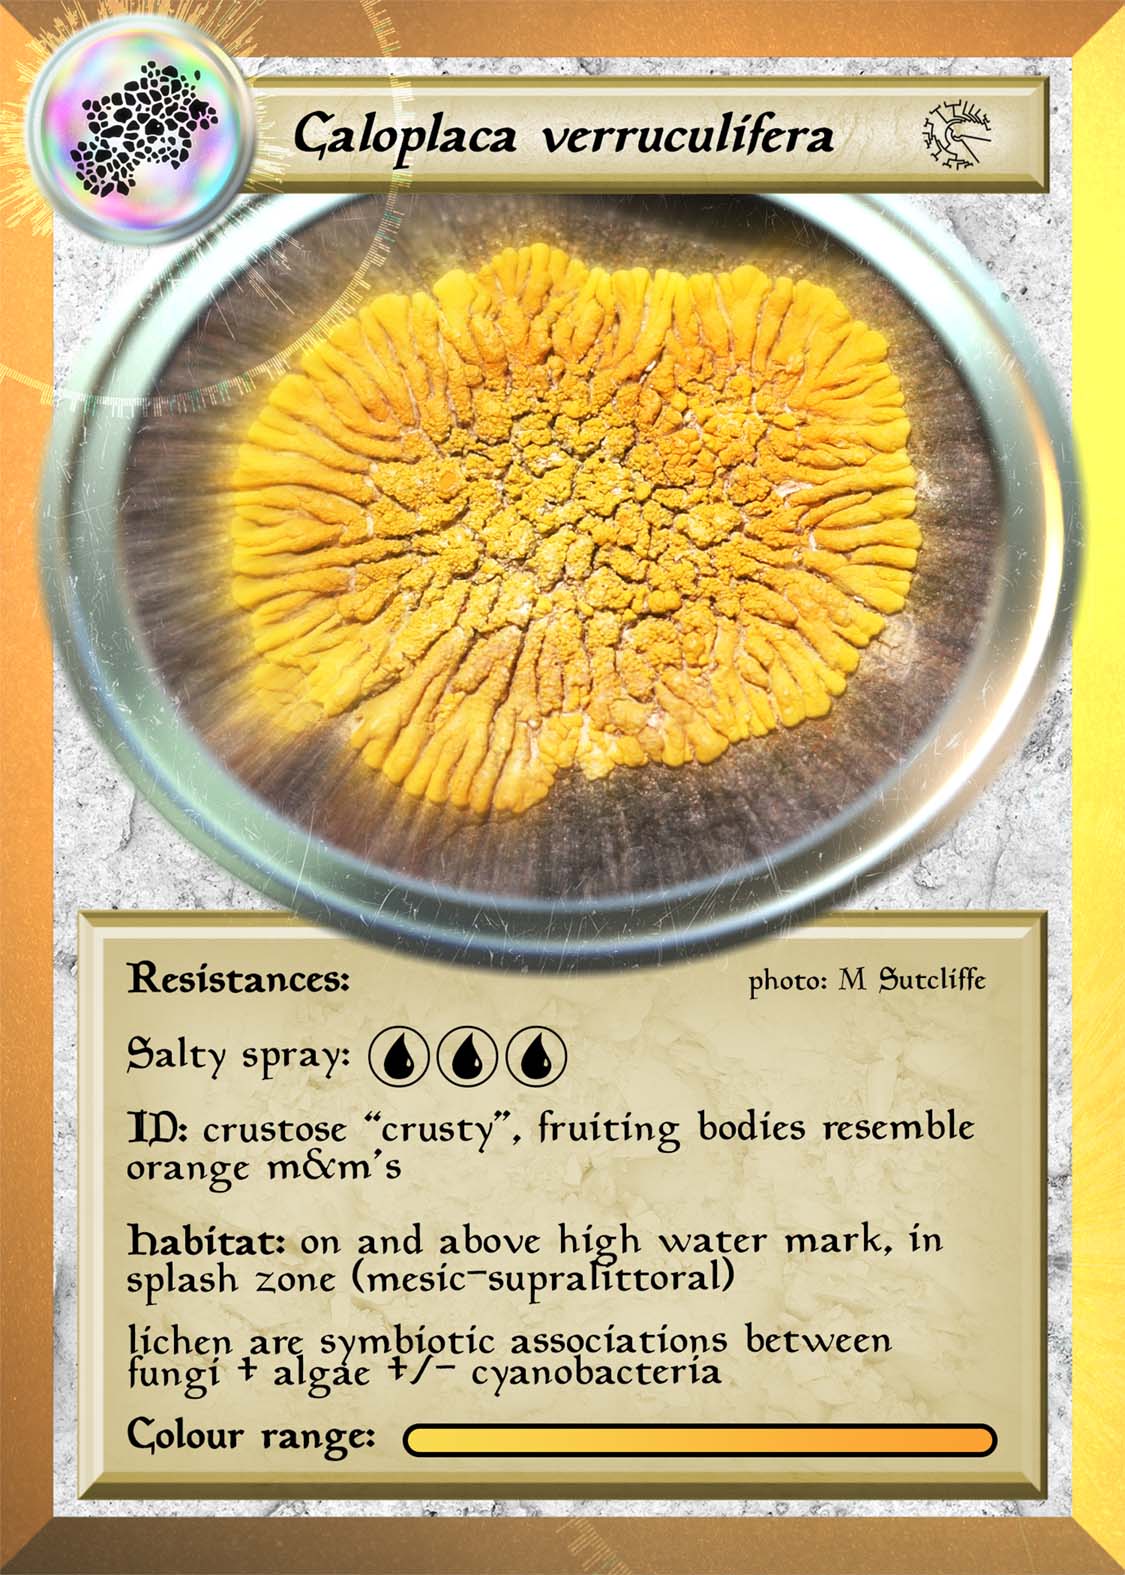 Caloplaca verruculifera
Resistances:
photo: M Sutcliffe
Salty spray:
ID: crustose “crusty”, fruiting bodies resemble
orange m&m’s
habitat: on and above high water mark, in
splash zone (mesic-supralittoral)
lichen are symbiotic associations between
fungi + algae +/- cyanobacteria
Colour range: